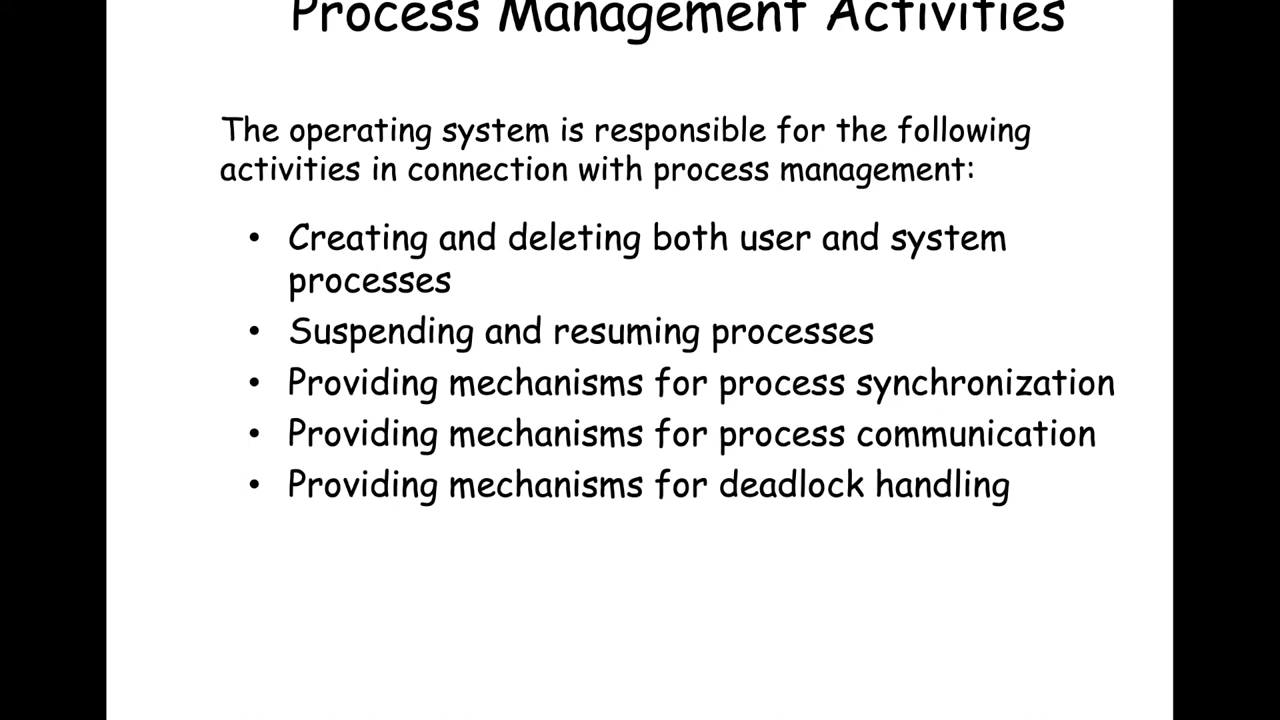 Process Management Activities
The operating system is responsible for the following
activities in connection with process management:
• Creating and deleting both user and system
processes
• Suspending and resuming processes
• Providing mechanisms for process synchronization
• Providing mechanisms for process communication
• Providing mechanisms for deadlock handling